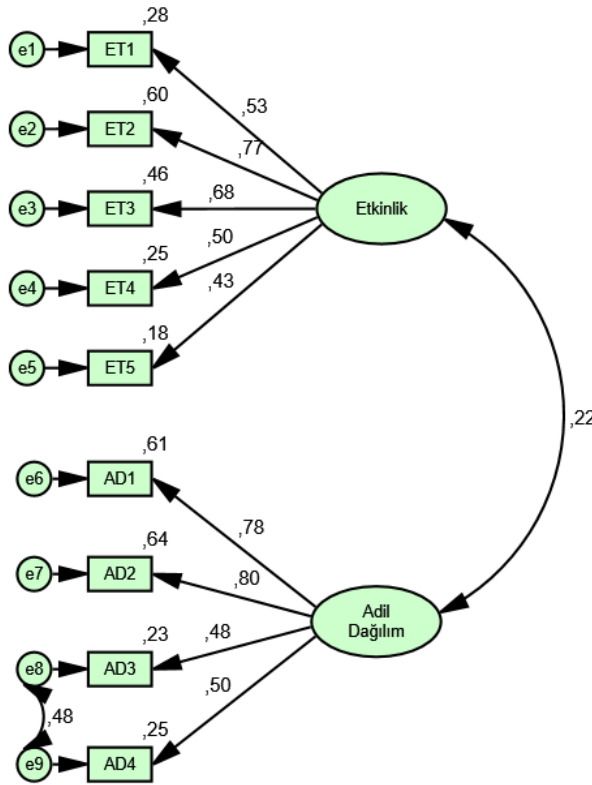 ,28
e1 ET1
,53
,60
e2 ET2
,77
,46
e3 ET3
,68
Etkinlik
,25
,50
e4 ET4
,43
,18
e5 ET5
,22
,61
e6 AD1
,78
,64
e7 AD2
,80
Adil
Dağılım
,23
,48
e8 AD3
,50
,48
,25
e9 AD4